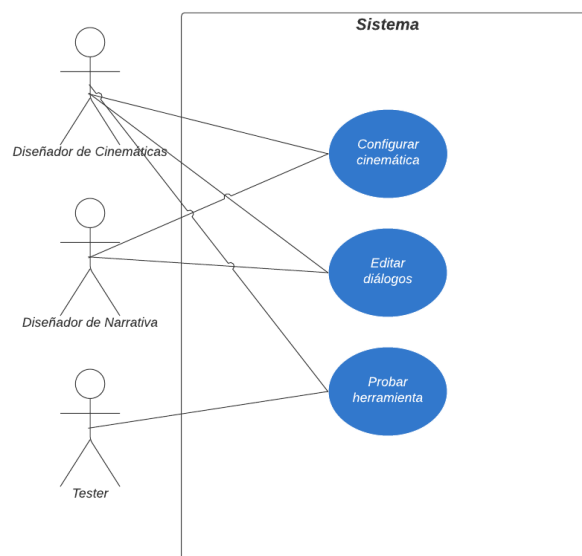 Sistema
Diseñador de Cinemáticas
Configurar
cinemática
Diseñador de Narrativa
Editar
diálogos
Tester
Probar
herramienta